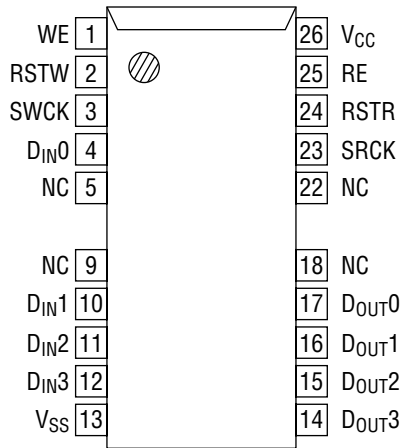 WE 1 26 VCC
RSTW 2 25 RE
SWCK 3 24 RSTR
DIN0 4 23 SRCK
NC 5 22 NC
NC 9 18 NC
DIN1 10 17 DOUT0
DIN2 11 16 DOUT1
DIN3 12 15 DOUT2
VSS 13 14 DOUT3